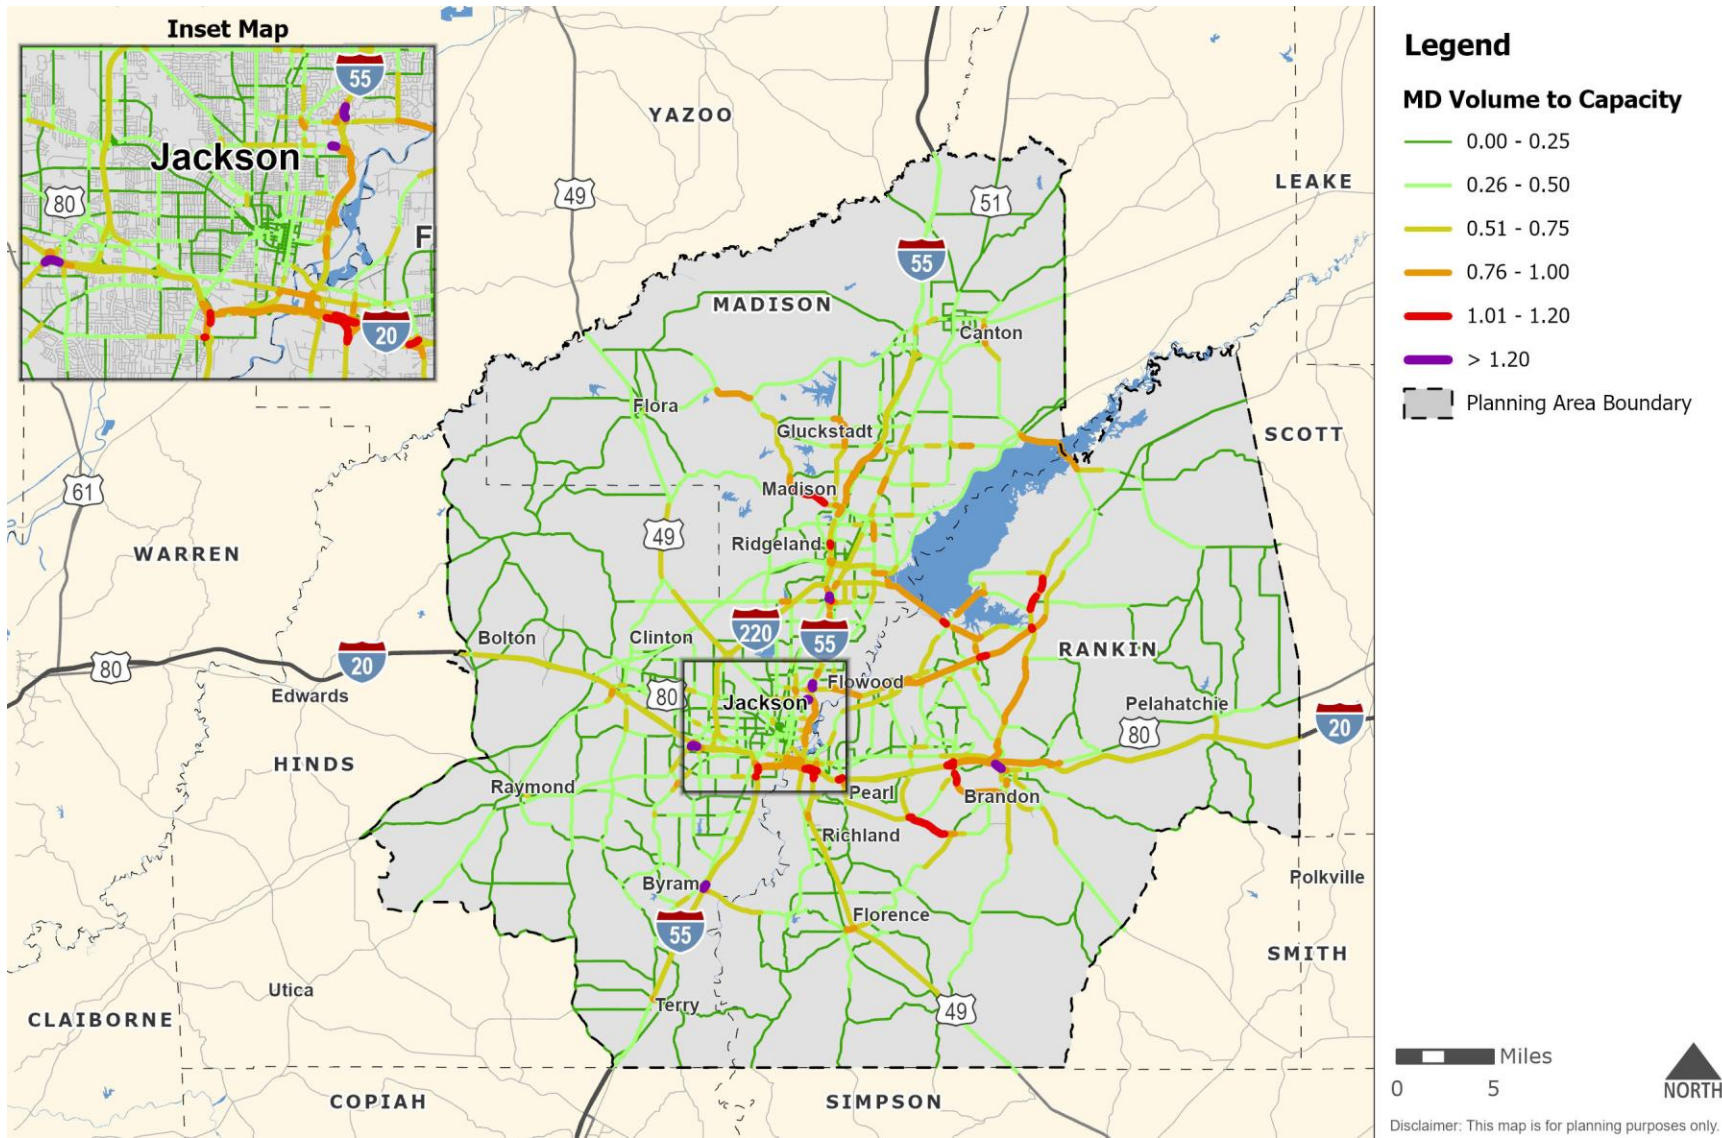 Inset Map
55
Jackson
80
F
20
Legend
MD Volume to Capacity
0.00 - 0.25
0.26 - 0.50
0.51 - 0.75
0.76 - 1.00
1.01 - 1.20
> 1.20
Planning Area Boundary
YAZOO
LEAKE
49
51
55
MADISON
Canton
Flora
Gluckstadt
SCOTT
61
Madison
49
Ridgeland
WARREN
220
55
Bolton
Clinton
RANKIN
20
80
Edwards
80
Flowood
Jackson
Pelahatchie
80
20
HINDS
Raymond
Pearl
Brandon
Richland
Byram
Polkville
Florence
55
SMITH
Utica
Terry
49
CLAIBORNE
COPIAH
SIMPSON
Miles
0 5
NORTH
Disclaimer: This map is for planning purposes only.